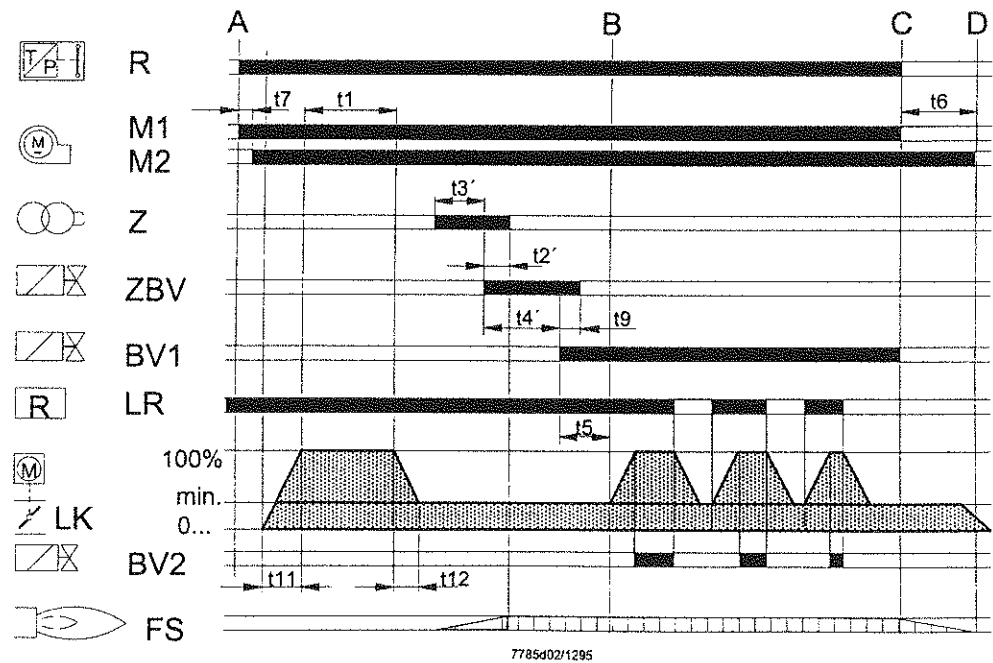 A B C D
T P R
t7 t1 t6
M1
M
M2
t3´
Z
t2´
ZBV
t4´ t9
BV1
R LR
t5
100%
M
min.
LK
0...
BV2
t11 t12
FS
7785d02/1295